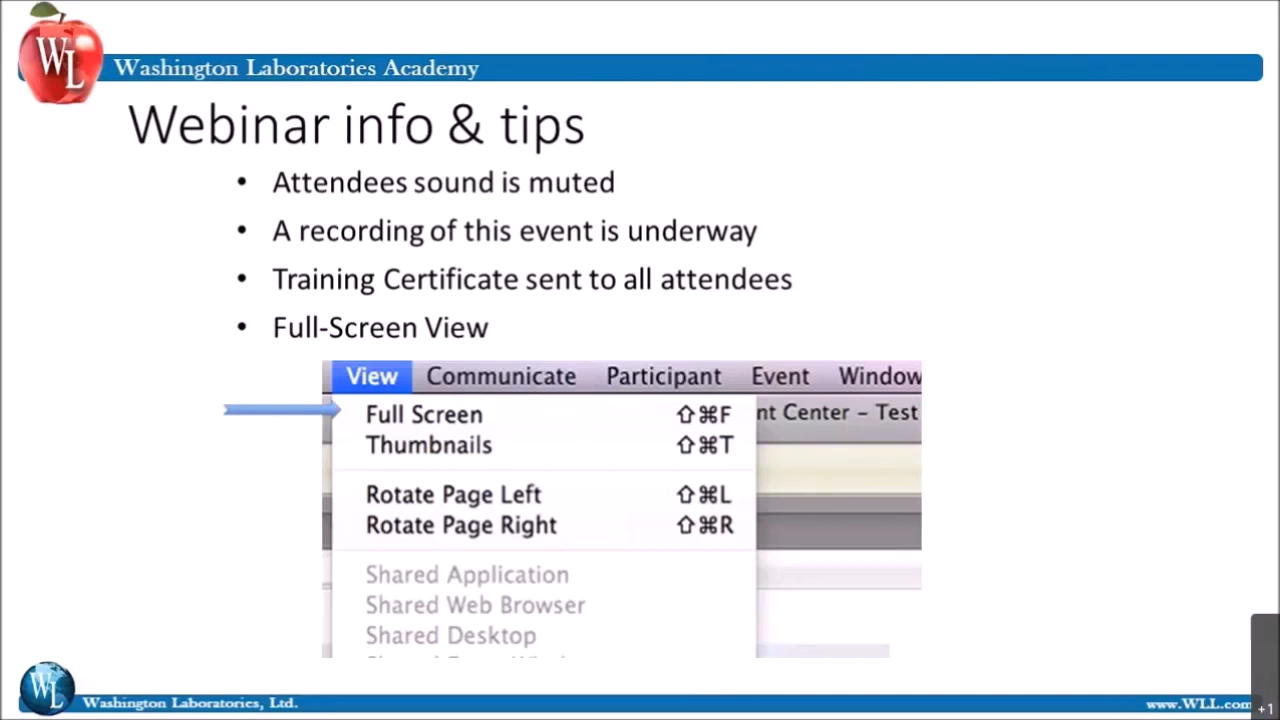 WL
Washington Laboratories Academy
Webinar info & tips
• Attendees sound is muted
• A recording of this event is underway
• Training Certificate sent to all attendees
• Full-Screen View
View Communicate Participant Event Window
Full Screen ⇧⌘F
nt Center – Test
Thumbnails ⇧⌘T
Rotate Page Left ⇧⌘L
Rotate Page Right ⇧⌘R
Shared Application
Shared Web Browser
Shared Desktop
WL
Washington Laboratories, Ltd.
www.WLL.com
+1